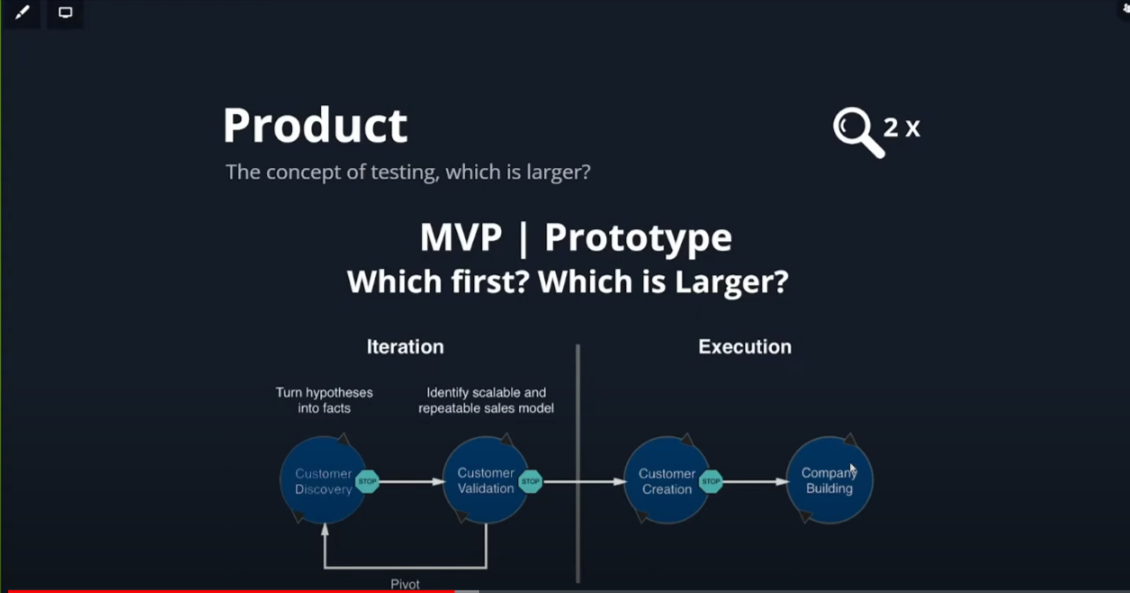 Product
2 x
The concept of testing, which is larger?
MVP | Prototype
Which first? Which is Larger?
Iteration
Execution
Turn hypotheses
into facts
Identify scalable and
repeatable sales model
Customer
Discovery
STOP
Customer
Validation
STOP
Customer
Creation
STOP
Company
Building
Pivot